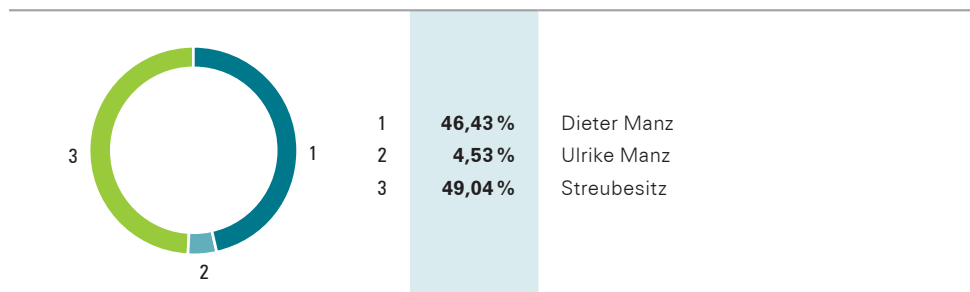 1 46,43 % Dieter Manz
2 4,53 % Ulrike Manz
3 49,04 % Streubesitz
3
1
2